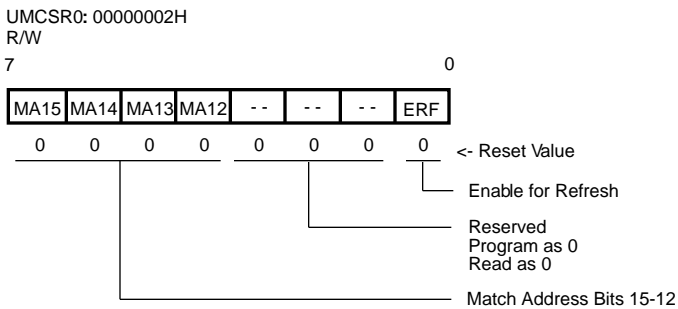 UMCSR0: 00000002H
R/W
7 0
MA15 MA14 MA13 MA12 -- -- -- ERF
0 0 0 0 0 0 0 0 <- Reset Value
Enable for Refresh
Reserved
Program as 0
Read as 0
Match Address Bits 15-12